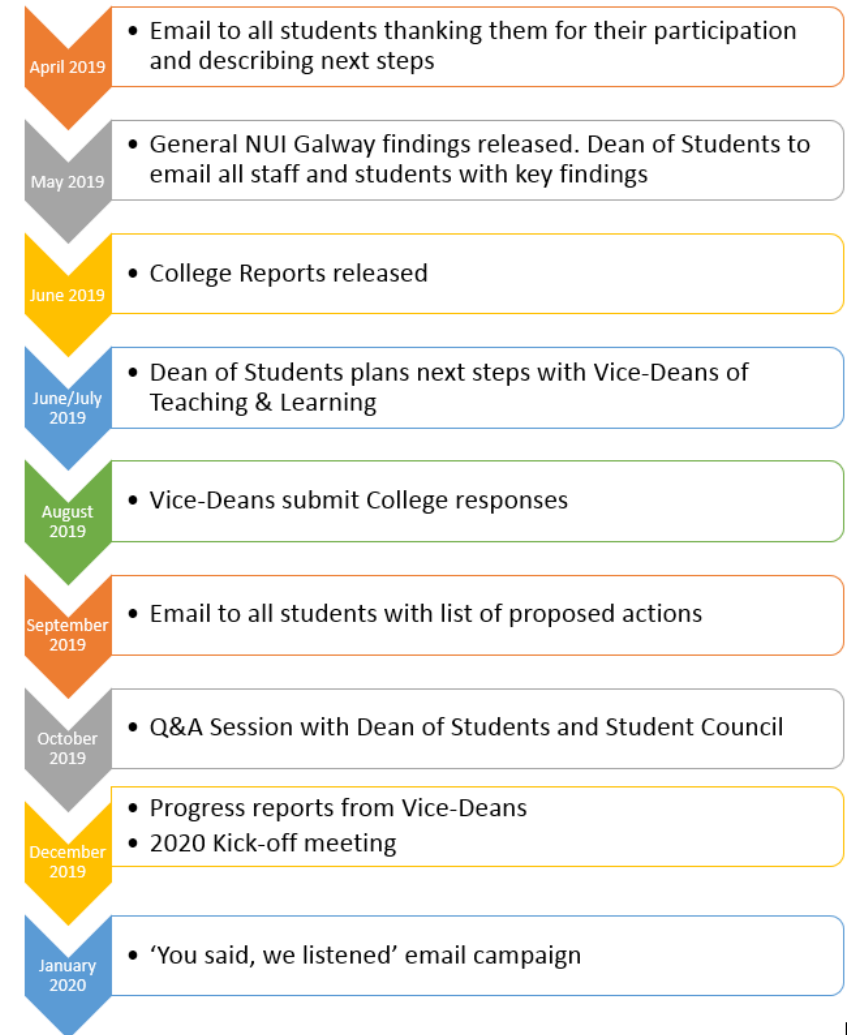 April 2019
• Email to all students thanking them for their participation
and describing next steps
May 2019
• General NUI Galway findings released. Dean of Students to
email all staff and students with key findings
June 2019
• College Reports released
June/July
2019
• Dean of Students plans next steps with Vice-Deans of
Teaching & Learning
August
2019
• Vice-Deans submit College responses
September
2019
• Email to all students with list of proposed actions
October
2019
• Q&A Session with Dean of Students and Student Council
December
2019
• Progress reports from Vice-Deans
• 2020 Kick-off meeting
January
2020
• ‘You said, we listened’ email campaign